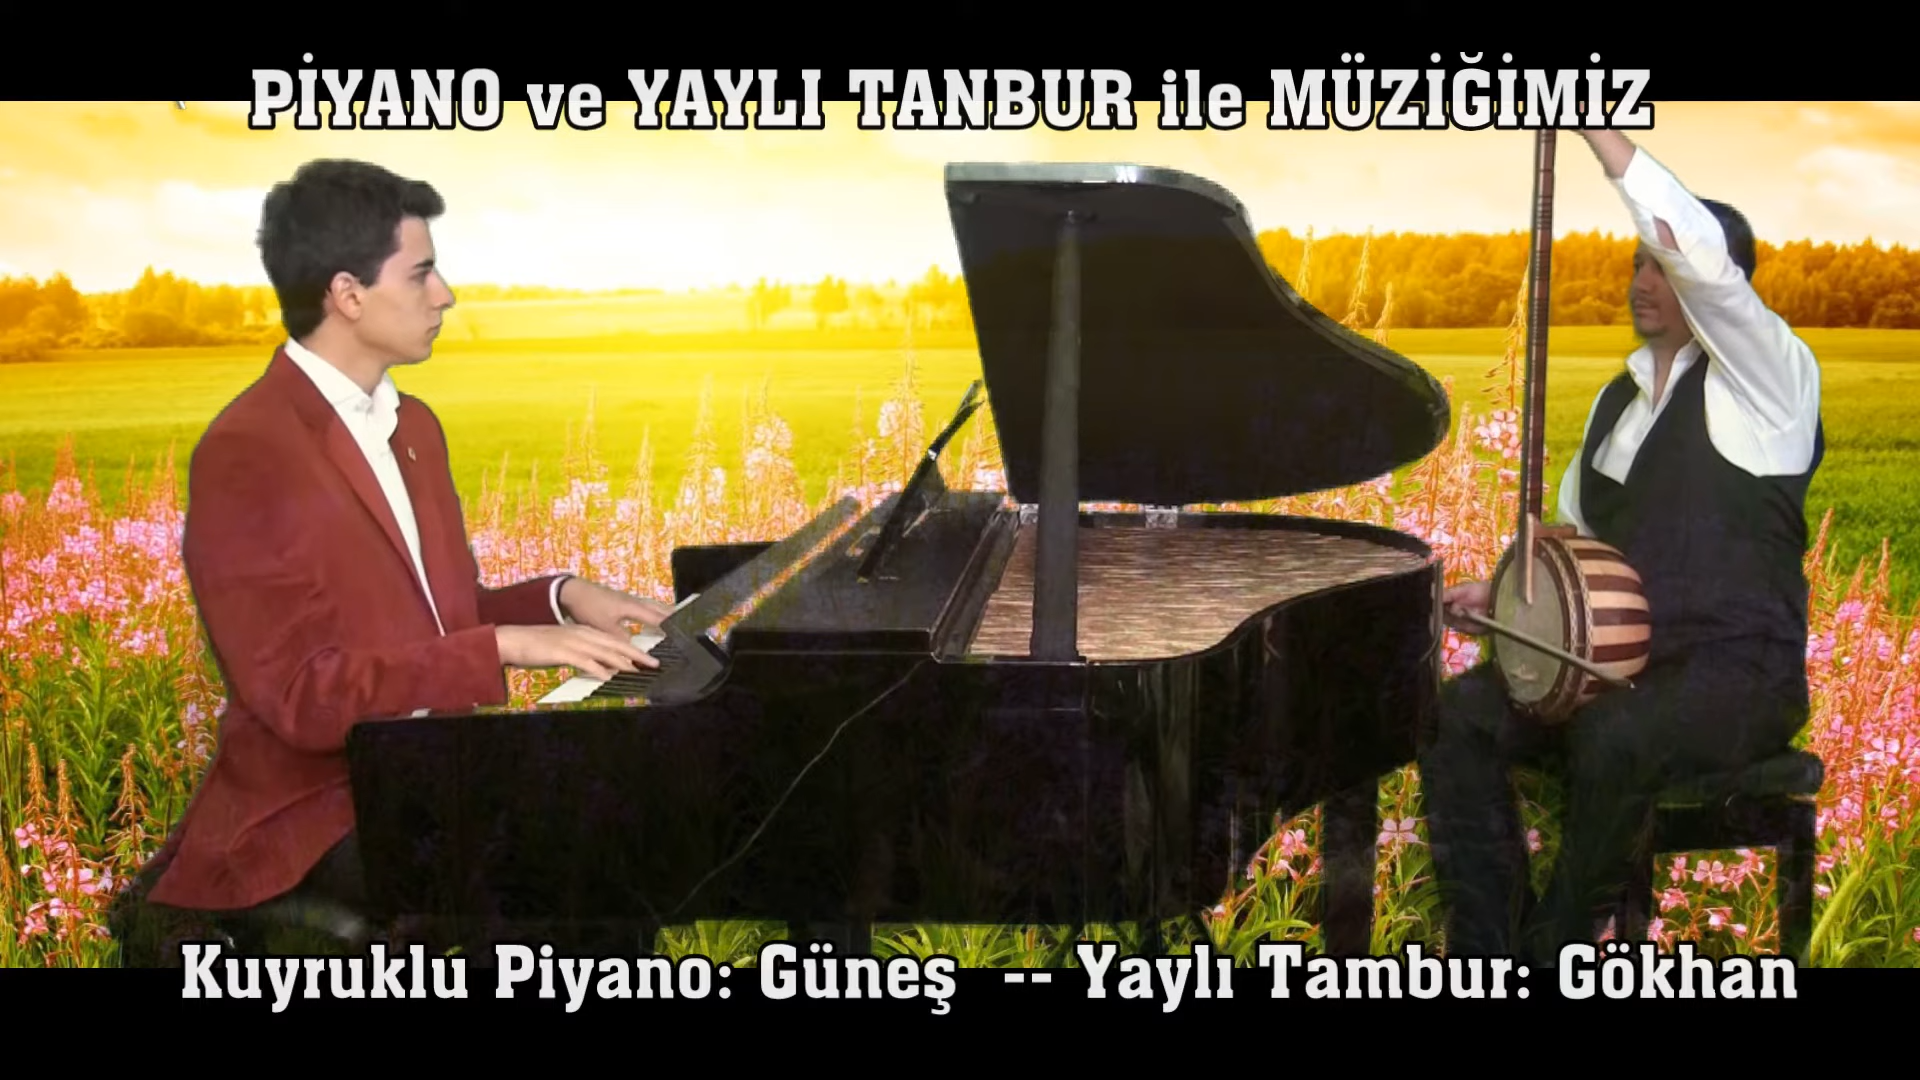 PİYANO ve YAYLI TANBUR ile MÜZİĞİMİZ
Kuyruklu Piyano: Güneş -- Yaylı Tambur: Gökhan